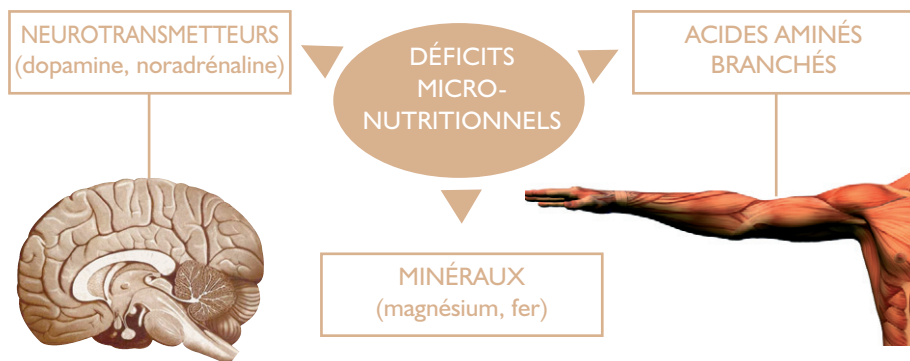 NEUROTRANSMETTEURS
(dopamine, noradrénaline)
DÉFICITS
MICRO-
NUTRITIONNELS
ACIDES AMINÉS
BRANCHÉS
MINÉRAUX
(magnésium, fer)